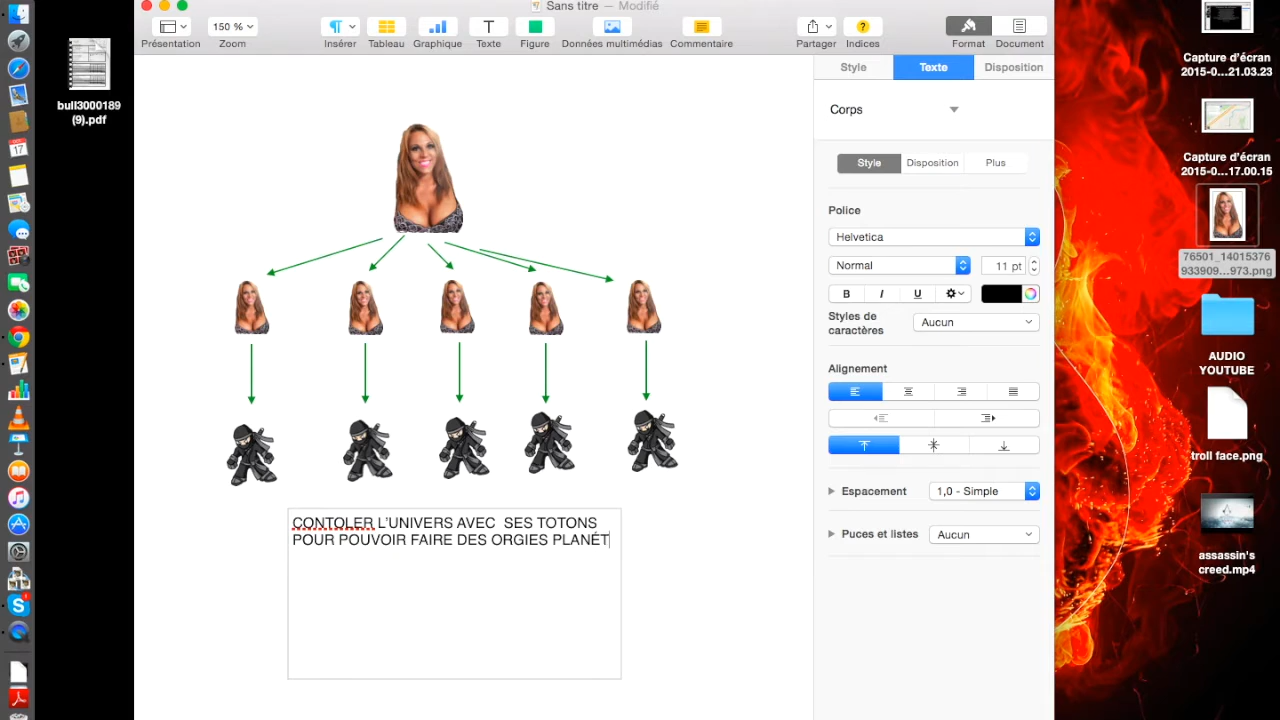 Sans titre — Modifié
150 %
Présentation
Zoom
Insérer
Tableau
Graphique
T
Texte
Figure
Données multimédias
Commentaire
Partager
Indices
Format
Document
Style
Texte
Disposition
Corps
Style
Disposition
Plus
Police
Helvetica
Normal
11 pt
B
I
U
Styles de
caractères
Aucun
Alignement
Espacement
1,0 - Simple
Puces et listes
Aucun
CONTOLER L'UNIVERS AVEC  SES TOTONS
POUR POUVOIR FAIRE DES ORGIES PLANÉT
bull3000189
(9).pdf
17
Capture d'écran
2015-0...21.03.23
Capture d'écran
2015-0...17.00.15
76501_14015376
933909...973.png
AUDIO
YOUTUBE
troll face.png
assassin's
creed.mp4